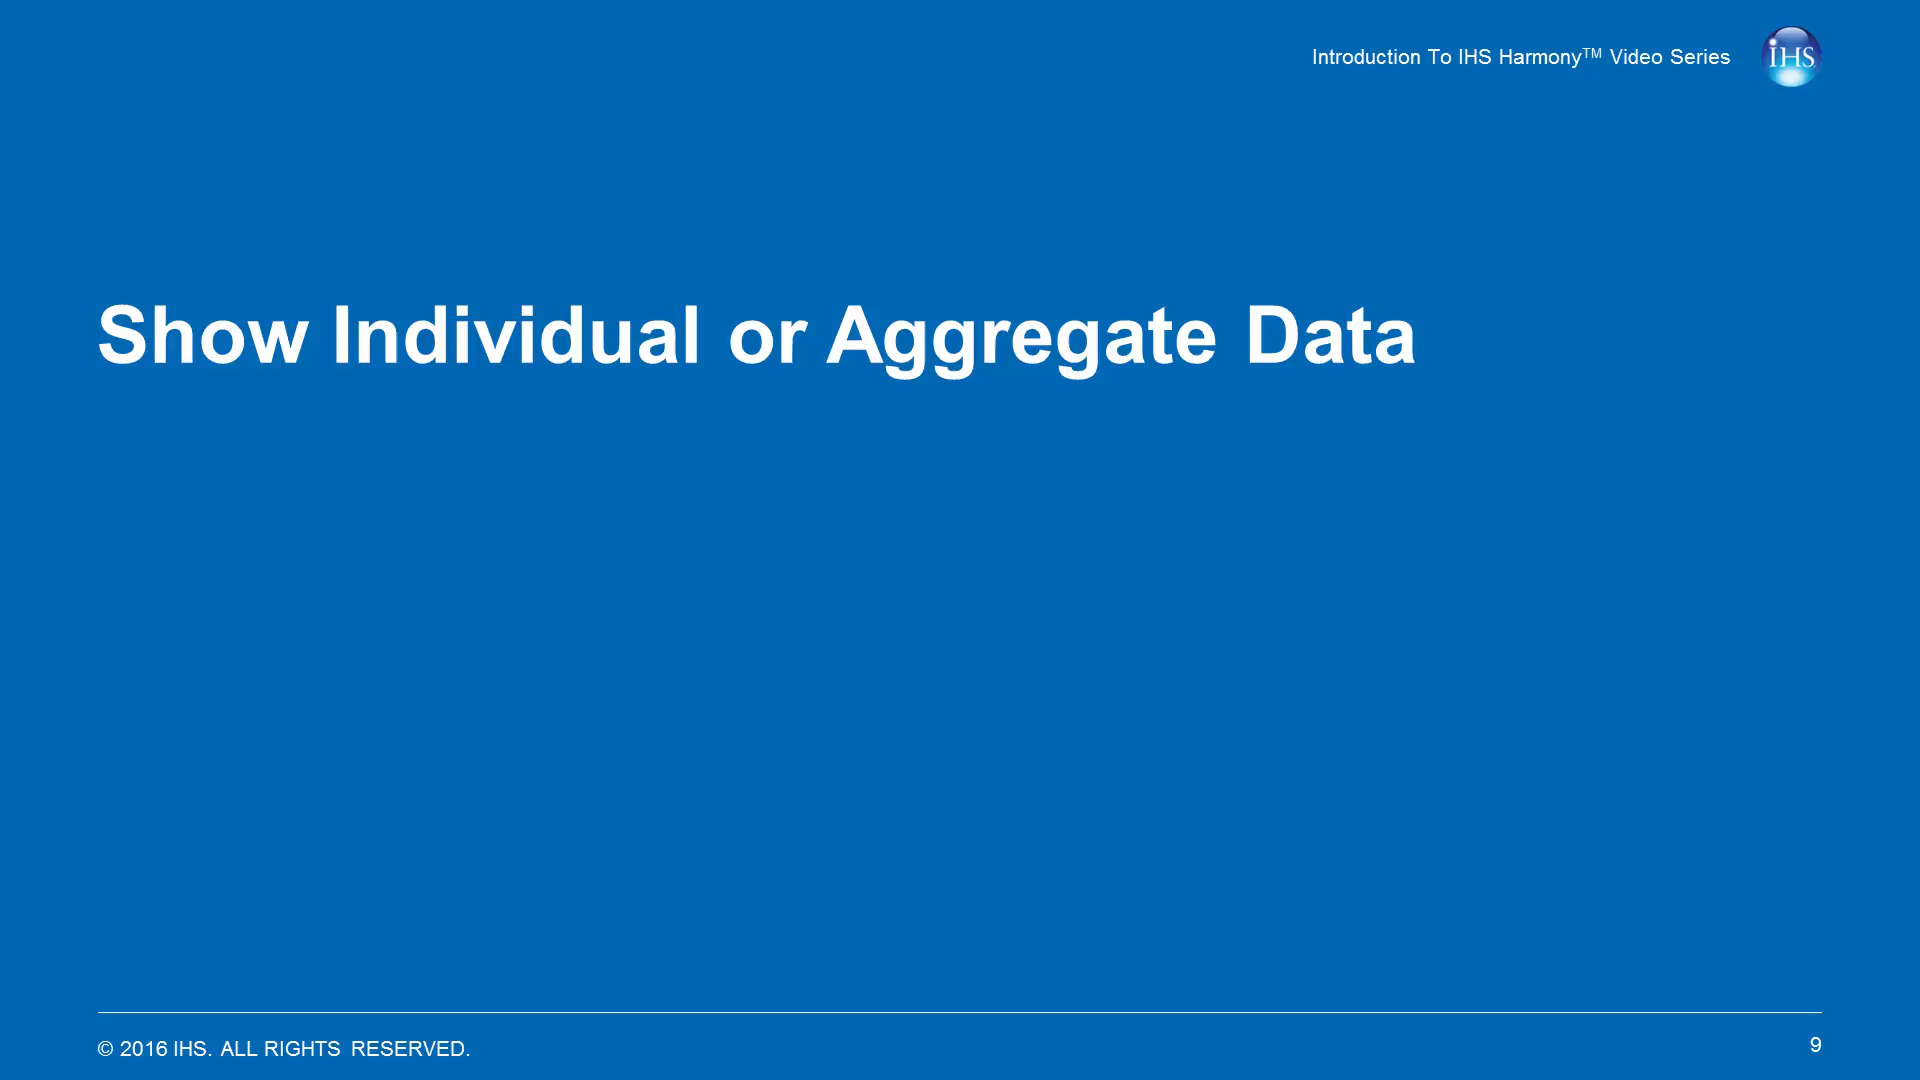 Introduction To IHS Harmony™ Video Series
IHS
Show Individual or Aggregate Data
© 2016 IHS. ALL RIGHTS RESERVED.
9